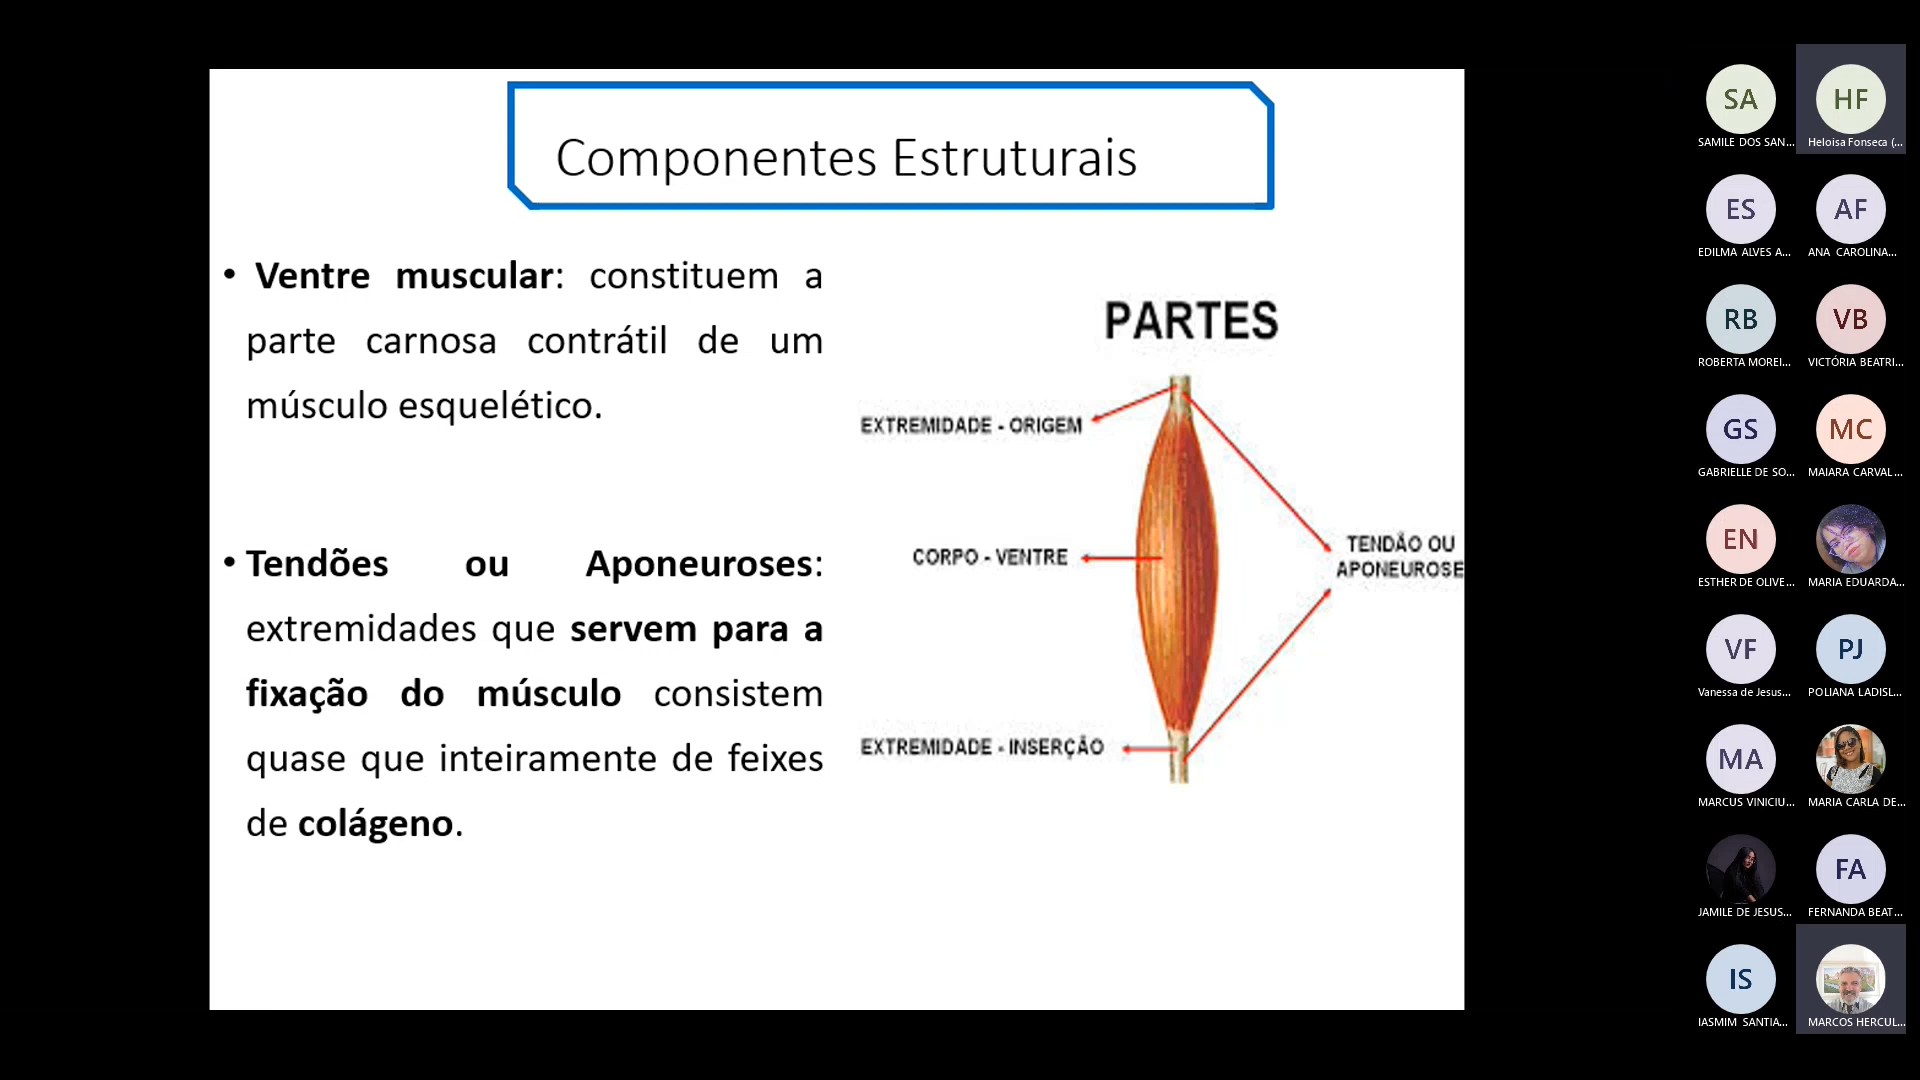 Componentes Estruturais
• Ventre muscular: constituem a
parte carnosa contrátil de um
músculo esquelético.
• Tendões ou Aponeuroses:
extremidades que servem para a
fixação do músculo consistem
quase que inteiramente de feixes
de colágeno.
PARTES
EXTREMIDADE - ORIGEM
CORPO - VENTRE
TENDÃO OU
APONEUROSE
EXTREMIDADE - INSERÇÃO
SA
HF
SAMILE DOS SAN...
Heloisa Fonseca (...
ES
AF
EDILMA ALVES A...
ANA CAROLINA...
RB
VB
ROBERTA MOREI...
VICTÓRIA BEATRI...
GS
MC
GABRIELLE DE SO...
MAIARA CARVAL...
EN
ESTHER DE OLIVE...
MARIA EDUARDA...
VF
PJ
Vanessa de Jesus...
POLIANA LADISL...
MA
MARCUS VINICIU...
MARIA CARLA DE...
FA
JAMILE DE JESUS...
FERNANDA BEAT...
IS
IASMIM SANTIA...
MARCOS HERCUL...